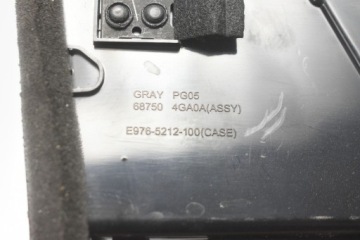 GRAY PG05
68750 4GA0A(ASSY)
E976-5212-100(CASE)